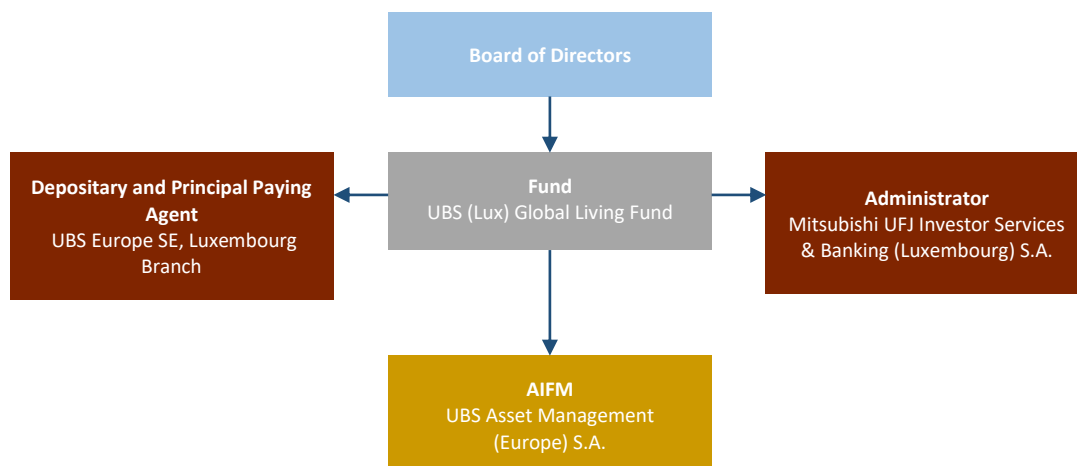 Board of Directors
Depositary and Principal Paying
Agent
UBS Europe SE, Luxembourg
Branch
Fund
UBS (Lux) Global Living Fund
Administrator
Mitsubishi UFJ Investor Services
& Banking (Luxembourg) S.A.
AIFM
UBS Asset Management
(Europe) S.A.